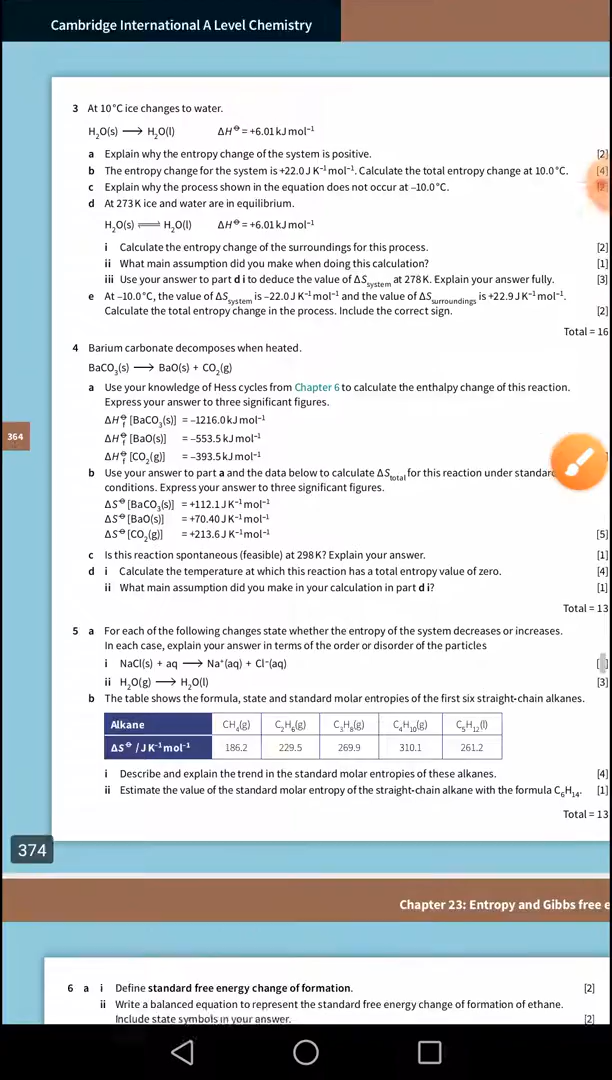 Cambridge International A Level Chemistry
3 At 10 °C ice changes to water.
H₂O(s) ⟶ H₂O(l) ΔH⦵ = +6.01 kJ mol⁻¹
a Explain why the entropy change of the system is positive. [2]
b The entropy change for the system is +22.0 J K⁻¹ mol⁻¹. Calculate the total entropy change at 10.0 °C. [4]
c Explain why the process shown in the equation does not occur at –10.0 °C.
d At 273 K ice and water are in equilibrium.
H₂O(s) ⇌ H₂O(l) ΔH⦵ = +6.01 kJ mol⁻¹
i Calculate the entropy change of the surroundings for this process. [2]
ii What main assumption did you make when doing this calculation? [1]
iii Use your answer to part d i to deduce the value of ΔS system at 278 K. Explain your answer fully. [3]
e At –10.0 °C, the value of ΔS system is –22.0 J K⁻¹ mol⁻¹ and the value of ΔS surroundings is +22.9 J K⁻¹ mol⁻¹.
Calculate the total entropy change in the process. Include the correct sign. [2]
Total = 16
4 Barium carbonate decomposes when heated.
BaCO₃(s) ⟶ BaO(s) + CO₂(g)
a Use your knowledge of Hess cycles from Chapter 6 to calculate the enthalpy change of this reaction.
Express your answer to three significant figures.
ΔH⦵f [BaCO₃(s)] = –1216.0 kJ mol⁻¹
364
ΔH⦵f [BaO(s)] = –553.5 kJ mol⁻¹
ΔH⦵f [CO₂(g)] = –393.5 kJ mol⁻¹
b Use your answer to part a and the data below to calculate ΔS total for this reaction under standard
conditions. Express your answer to three significant figures.
ΔS⦵ [BaCO₃(s)] = +112.1 J K⁻¹ mol⁻¹
ΔS⦵ [BaO(s)] = +70.40 J K⁻¹ mol⁻¹
ΔS⦵ [CO₂(g)] = +213.6 J K⁻¹ mol⁻¹ [5]
c Is this reaction spontaneous (feasible) at 298 K? Explain your answer. [1]
d i Calculate the temperature at which this reaction has a total entropy value of zero. [4]
ii What main assumption did you make in your calculation in part d i? [1]
Total = 13
5 a For each of the following changes state whether the entropy of the system decreases or increases.
In each case, explain your answer in terms of the order or disorder of the particles
i NaCl(s) + aq ⟶ Na⁺(aq) + Cl⁻(aq)
ii H₂O(g) ⟶ H₂O(l) [3]
b The table shows the formula, state and standard molar entropies of the first six straight-chain alkanes.
Alkane CH₄(g) C₂H₆(g) C₃H₈(g) C₄H₁₀(g) C₅H₁₂(l)
ΔS⦵ / J K⁻¹ mol⁻¹ 186.2 229.5 269.9 310.1 261.2
i Describe and explain the trend in the standard molar entropies of these alkanes. [4]
ii Estimate the value of the standard molar entropy of the straight-chain alkane with the formula C₆H₁₄. [1]
Total = 13
374
Chapter 23: Entropy and Gibbs free e
6 a i Define standard free energy change of formation. [2]
ii Write a balanced equation to represent the standard free energy change of formation of ethane.
Include state symbols in your answer. [2]